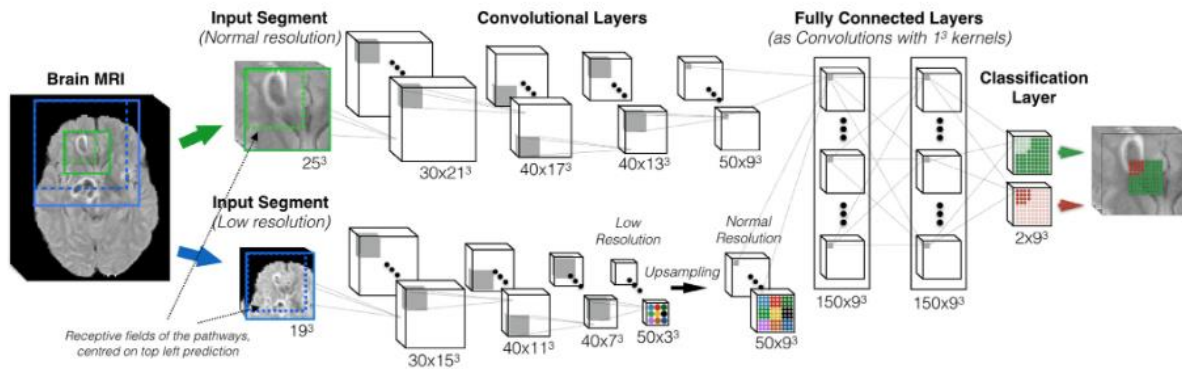 Brain MRI
Input Segment
(Normal resolution)
25³
Convolutional Layers
30x21³
40x17³
40x13³
50x9³
Fully Connected Layers
(as Convolutions with 1³ kernels)
Classification
Layer
Input Segment
(Low resolution)
19³
Receptive fields of the pathways,
centred on top left prediction
30x15³
40x11³
40x7³
50x3³
Low
Resolution
Upsampling
Normal
Resolution
50x9³
150x9³
150x9³
2x9³